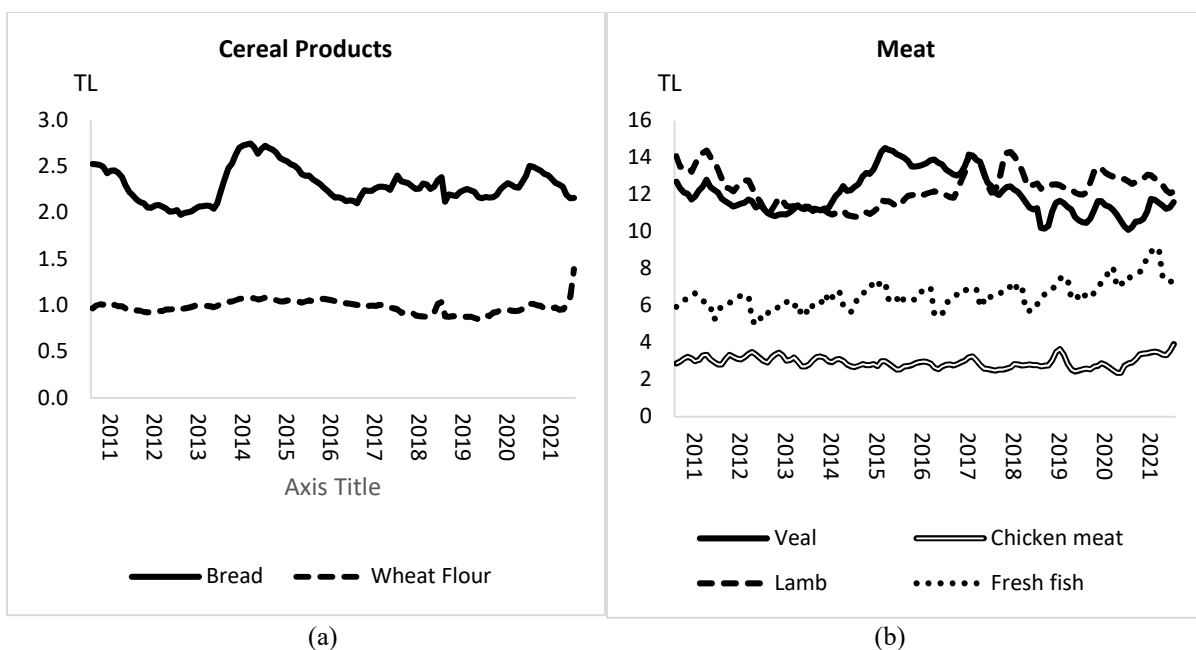 Cereal Products
TL
3.0
2.5
2.0
1.5
1.0
0.5
0.0
2011 2012 2013 2014 2015 2016 2017 2018 2019 2020 2021
Axis Title
Bread Wheat Flour
(a)
Meat
TL
16
14
12
10
8
6
4
2
0
2011 2012 2013 2014 2015 2016 2017 2018 2019 2020 2021
Veal Chicken meat
Lamb Fresh fish
(b)